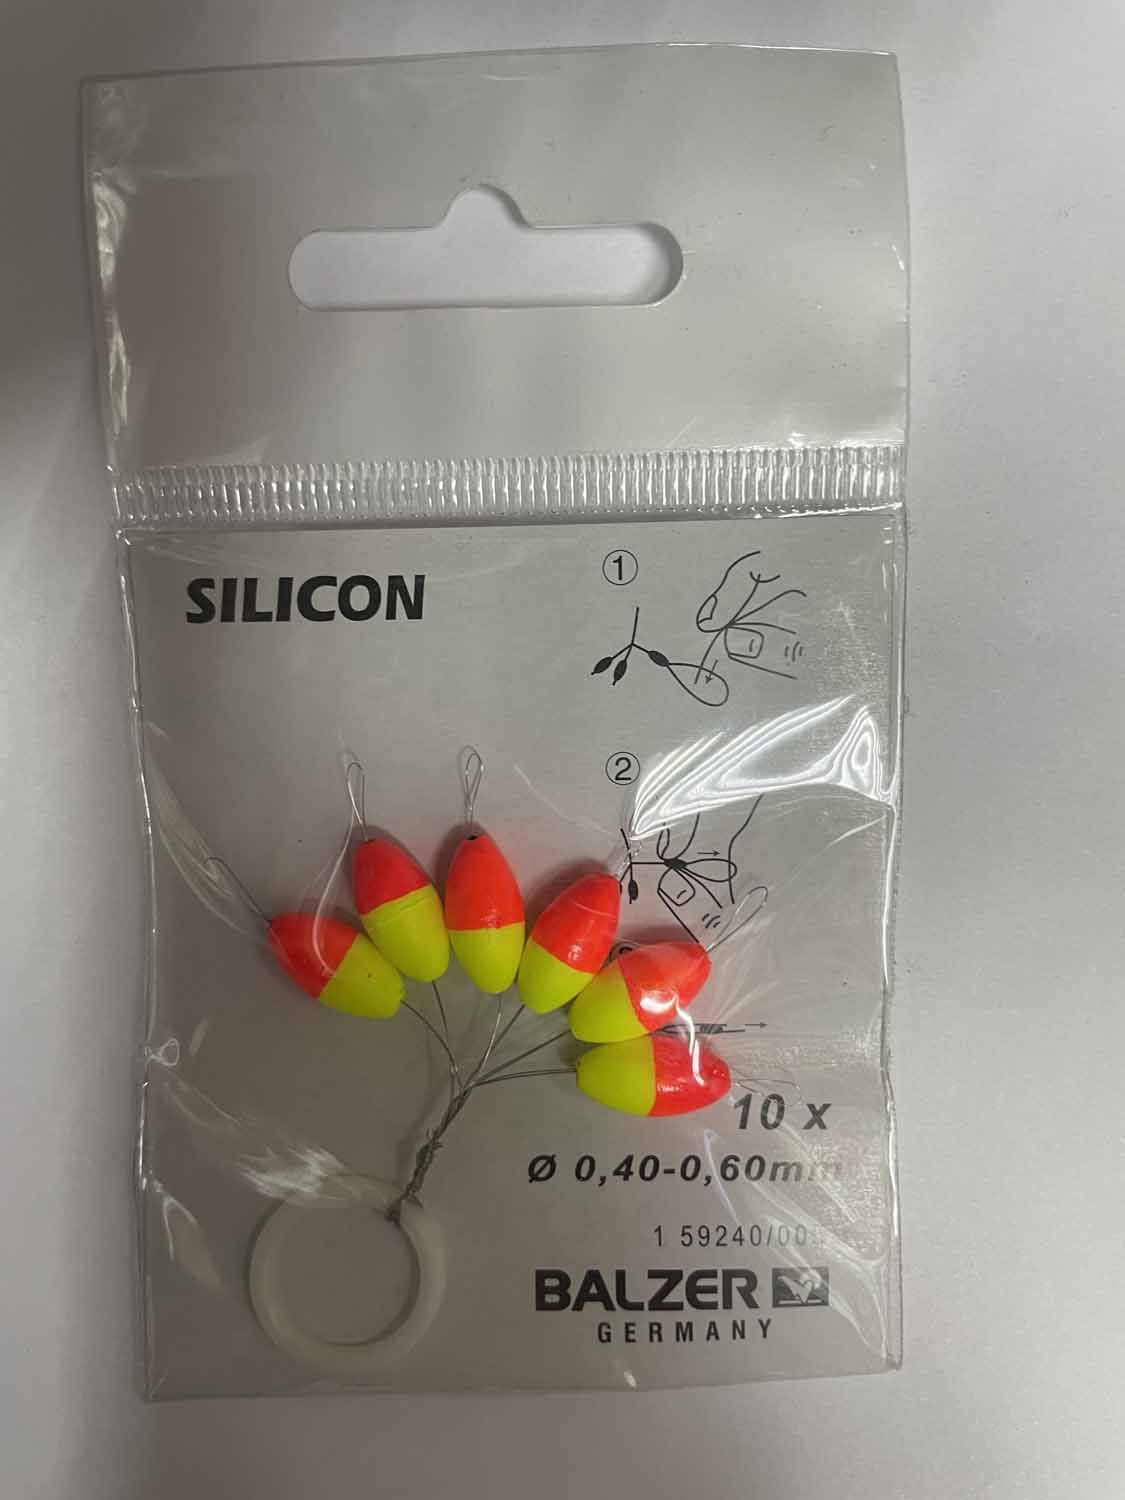 SILICON
1
2
10 x
Ø 0,40-0,60mm
1 59240/00
BALZER
GERMANY